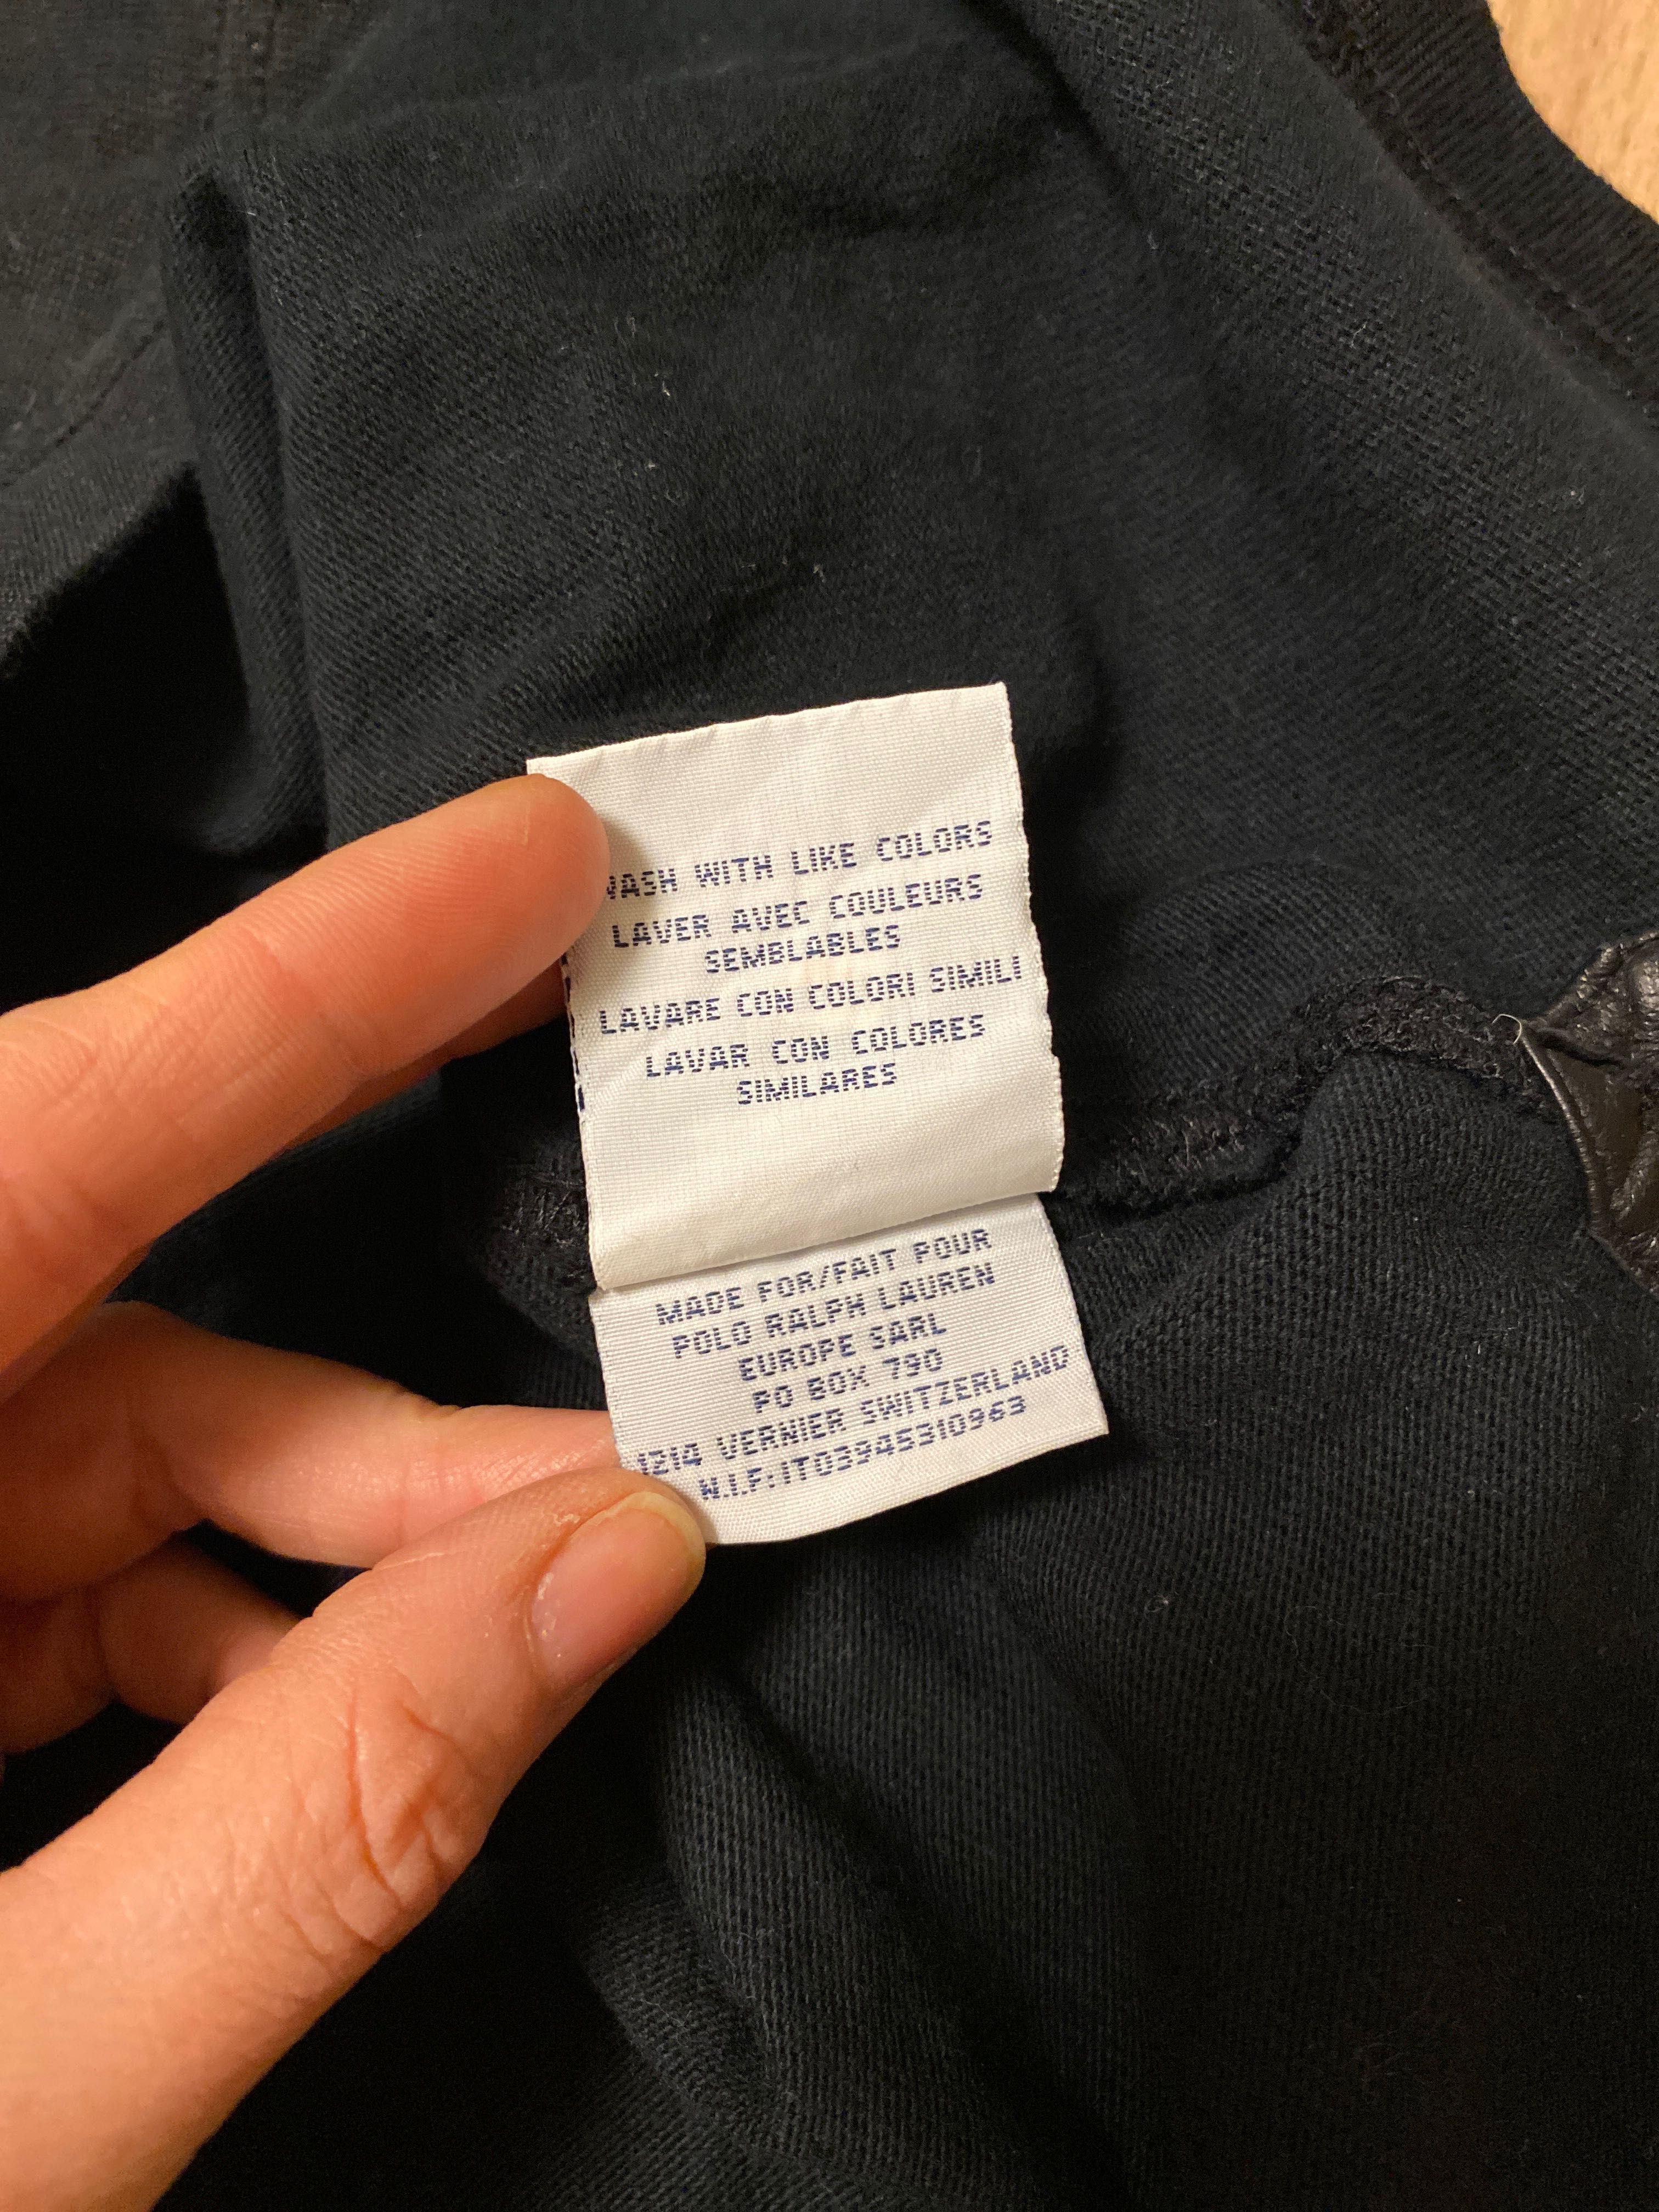 WASH WITH LIKE COLORS
LAVER AVEC COULEURS
SEMBLABLES
LAVARE CON COLORI SIMILI
LAVAR CON COLORES
SIMILARES
MADE FOR/FAIT POUR
POLO RALPH LAUREN
EUROPE SARL
PO BOX 790
1214 VERNIER SWITZERLAND
N.I.F:IT03945310963